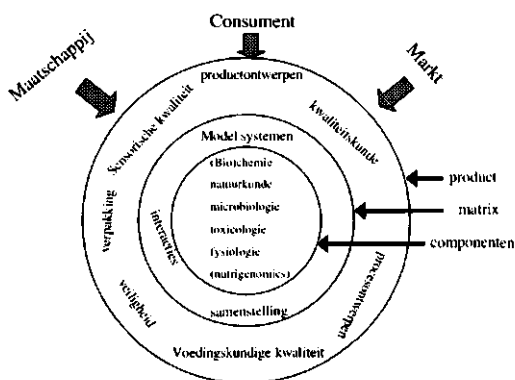 Consument
Maatschappij
Markt
productontwerpen
Sensorische kwaliteit
kwaliteitskunde
Model systemen
(Bio)chemie
natuurkunde
microbiologie
toxicologie
fysiologie
(nutrigenomics)
interacties
samenstelling
verpakking
veiligheid
Voedingskundige kwaliteit
procesontwerpen
product
matrix
componenten